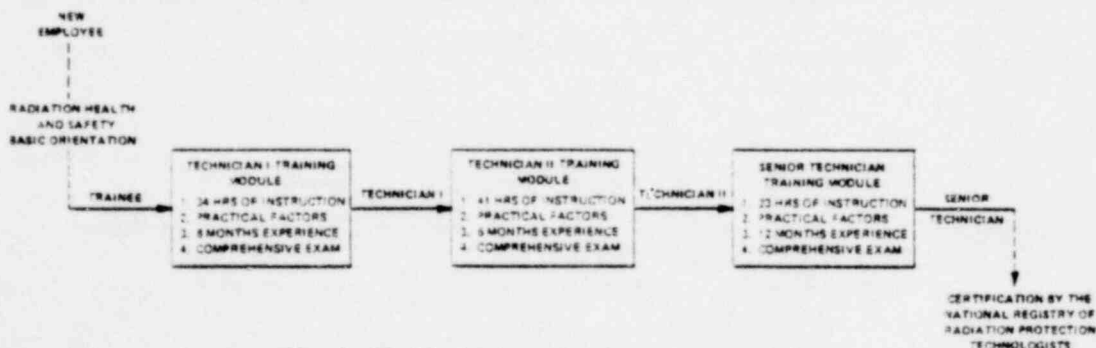 NEW
EMPLOYEE
RADIATION HEALTH
AND SAFETY
BASIC ORIENTATION
TRAINEE
TECHNICIAN I TRAINING
MODULE
1. 34 HRS OF INSTRUCTION
2. PRACTICAL FACTORS
3. MONTHS EXPERIENCE
4. COMPREHENSIVE EXAM
TECHNICIAN I
TECHNICIAN II TRAINING
MODULE
1. 41 HRS OF INSTRUCTION
2. PRACTICAL FACTORS
3. MONTHS EXPERIENCE
4. COMPREHENSIVE EXAM
TECHNICIAN II
SENIOR TECHNICIAN
TRAINING MODULE
1. HRS OF INSTRUCTION
2. PRACTICAL FACTORS
3. 12 MONTHS EXPERIENCE
4. COMPREHENSIVE EXAM
SENIOR
TECHNICIAN
CERTIFICATION BY THE
NATIONAL REGISTRY OF
RADIATION PROTECTION
TECHNOLOGISTS